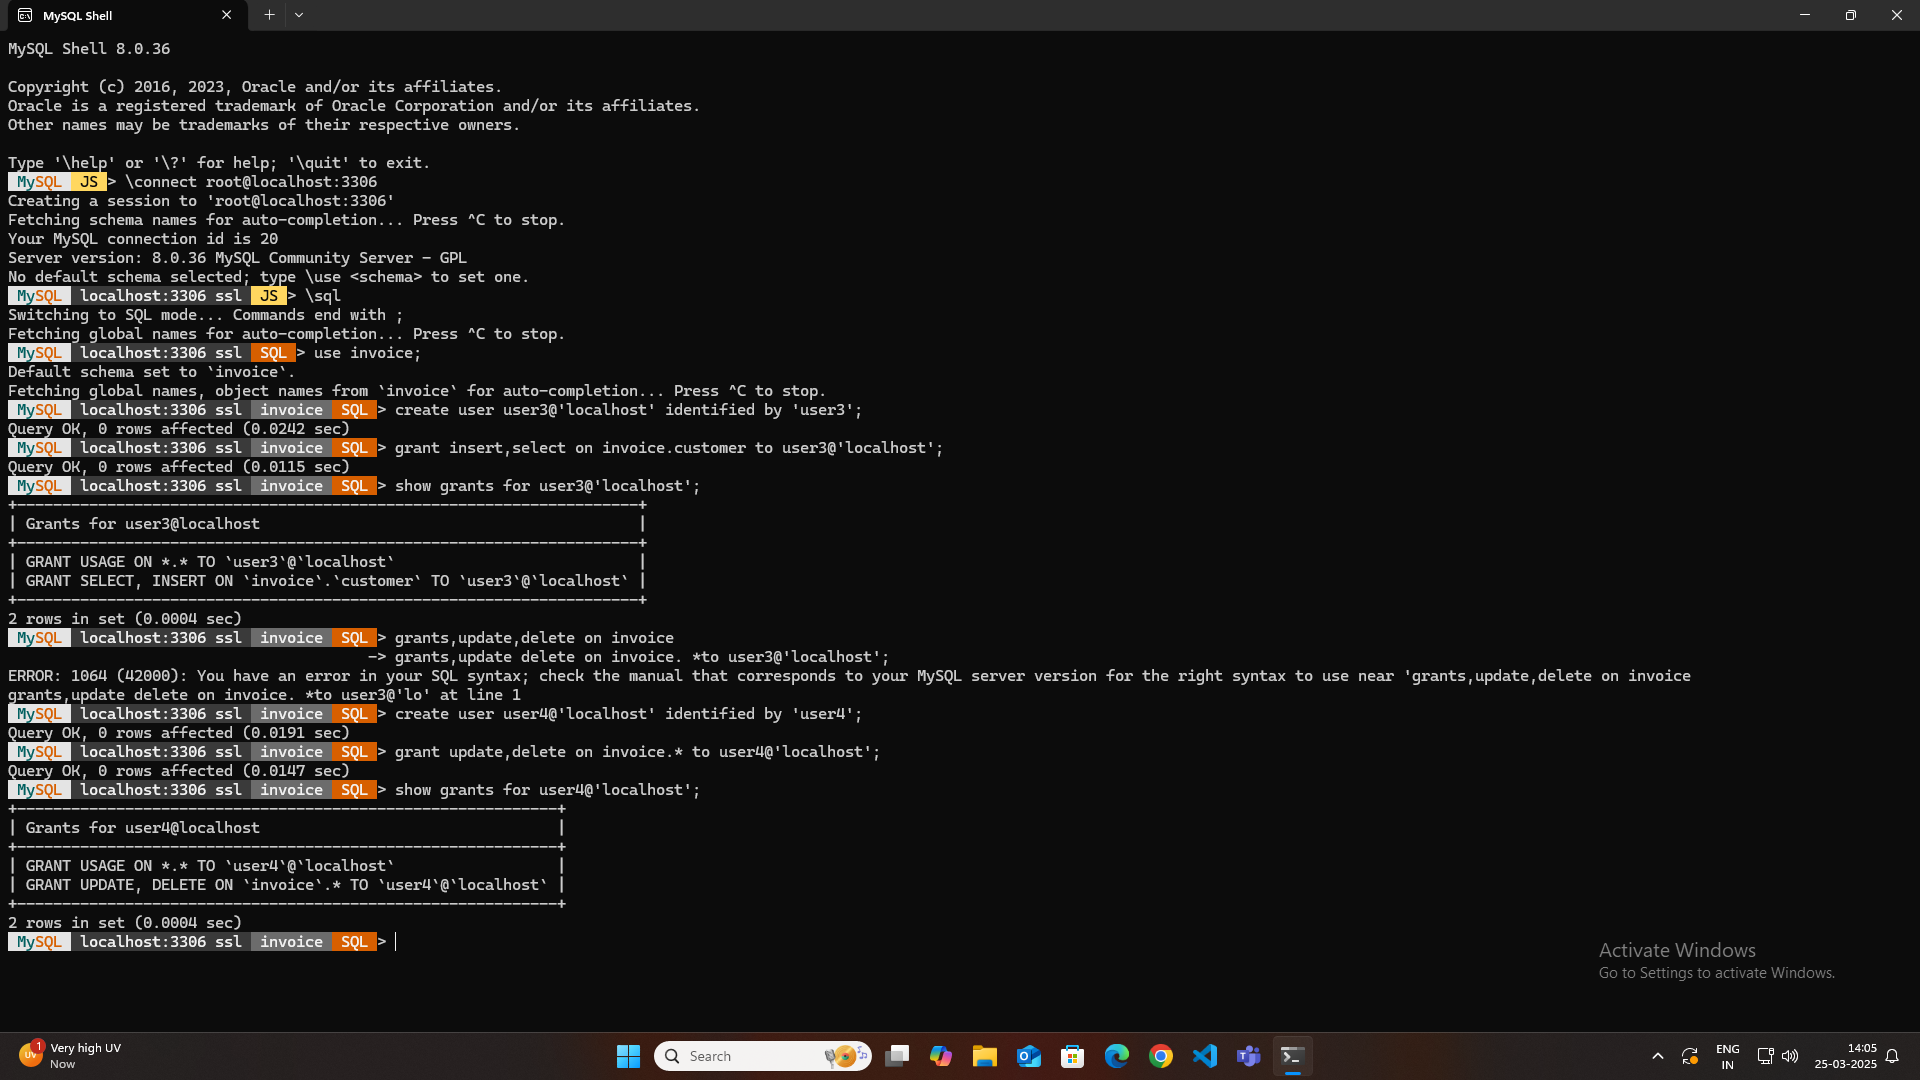 MySQL Shell
MySQL Shell 8.0.36
Copyright (c) 2016, 2023, Oracle and/or its affiliates.
Oracle is a registered trademark of Oracle Corporation and/or its affiliates.
Other names may be trademarks of their respective owners.
Type '\help' or '\?' for help; '\quit' to exit.
MySQL JS > \connect root@localhost:3306
Creating a session to 'root@localhost:3306'
Fetching schema names for auto-completion... Press ^C to stop.
Your MySQL connection id is 20
Server version: 8.0.36 MySQL Community Server - GPL
No default schema selected; type \use <schema> to set one.
MySQL localhost:3306 ssl JS > \sql
Switching to SQL mode... Commands end with ;
Fetching global names for auto-completion... Press ^C to stop.
MySQL localhost:3306 ssl SQL > use invoice;
Default schema set to `invoice`.
Fetching global names, object names from `invoice` for auto-completion... Press ^C to stop.
MySQL localhost:3306 ssl invoice SQL > create user user3@'localhost' identified by 'user3';
Query OK, 0 rows affected (0.0242 sec)
MySQL localhost:3306 ssl invoice SQL > grant insert,select on invoice.customer to user3@'localhost';
Query OK, 0 rows affected (0.0115 sec)
MySQL localhost:3306 ssl invoice SQL > show grants for user3@'localhost';
+---------------------------------------------------------------------+
| Grants for user3@localhost                                          |
+---------------------------------------------------------------------+
| GRANT USAGE ON *.* TO `user3`@`localhost`                           |
| GRANT SELECT, INSERT ON `invoice`.`customer` TO `user3`@`localhost` |
+---------------------------------------------------------------------+
2 rows in set (0.0004 sec)
MySQL localhost:3306 ssl invoice SQL > grants,update,delete on invoice
-> grants,update delete on invoice. *to user3@'localhost';
ERROR: 1064 (42000): You have an error in your SQL syntax; check the manual that corresponds to your MySQL server version for the right syntax to use near 'grants,update,delete on invoice
grants,update delete on invoice. *to user3@'lo' at line 1
MySQL localhost:3306 ssl invoice SQL > create user user4@'localhost' identified by 'user4';
Query OK, 0 rows affected (0.0191 sec)
MySQL localhost:3306 ssl invoice SQL > grant update,delete on invoice.* to user4@'localhost';
Query OK, 0 rows affected (0.0147 sec)
MySQL localhost:3306 ssl invoice SQL > show grants for user4@'localhost';
+------------------------------------------------------------+
| Grants for user4@localhost                                 |
+------------------------------------------------------------+
| GRANT USAGE ON *.* TO `user4`@`localhost`                  |
| GRANT UPDATE, DELETE ON `invoice`.* TO `user4`@`localhost` |
+------------------------------------------------------------+
2 rows in set (0.0004 sec)
MySQL localhost:3306 ssl invoice SQL >
Activate Windows
Go to Settings to activate Windows.
UV 1 Very high UV
Now
Search
ENG
IN
14:05
25-03-2025